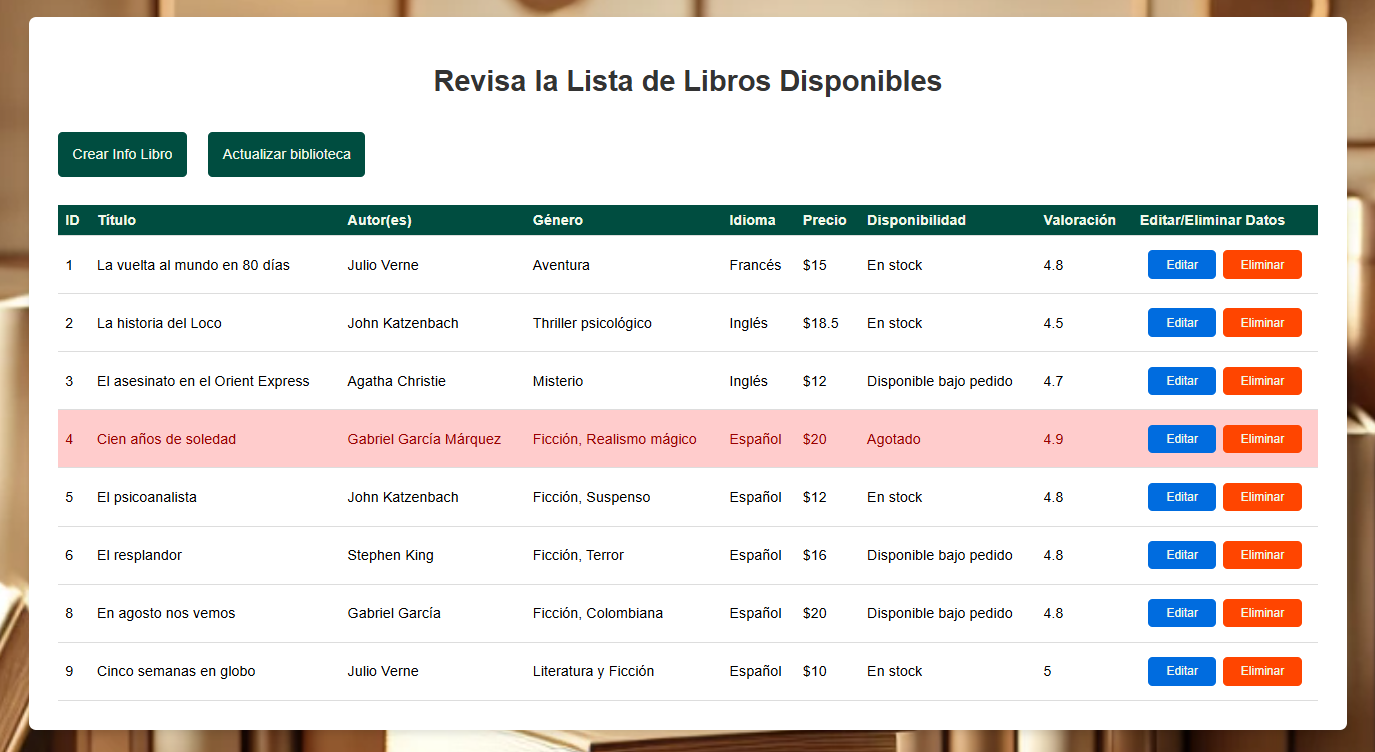 Revisa la Lista de Libros Disponibles
Crear Info Libro Actualizar biblioteca
ID Título Autor(es) Género Idioma Precio Disponibilidad Valoración Editar/Eliminar Datos
1 La vuelta al mundo en 80 días Julio Verne Aventura Francés $15 En stock 4.8 Editar Eliminar
2 La historia del Loco John Katzenbach Thriller psicológico Inglés $18.5 En stock 4.5 Editar Eliminar
3 El asesinato en el Orient Express Agatha Christie Misterio Inglés $12 Disponible bajo pedido 4.7 Editar Eliminar
4 Cien años de soledad Gabriel García Márquez Ficción, Realismo mágico Español $20 Agotado 4.9 Editar Eliminar
5 El psicoanalista John Katzenbach Ficción, Suspenso Español $12 En stock 4.8 Editar Eliminar
6 El resplandor Stephen King Ficción, Terror Español $16 Disponible bajo pedido 4.8 Editar Eliminar
8 En agosto nos vemos Gabriel García Ficción, Colombiana Español $20 Disponible bajo pedido 4.8 Editar Eliminar
9 Cinco semanas en globo Julio Verne Literatura y Ficción Español $10 En stock 5 Editar Eliminar